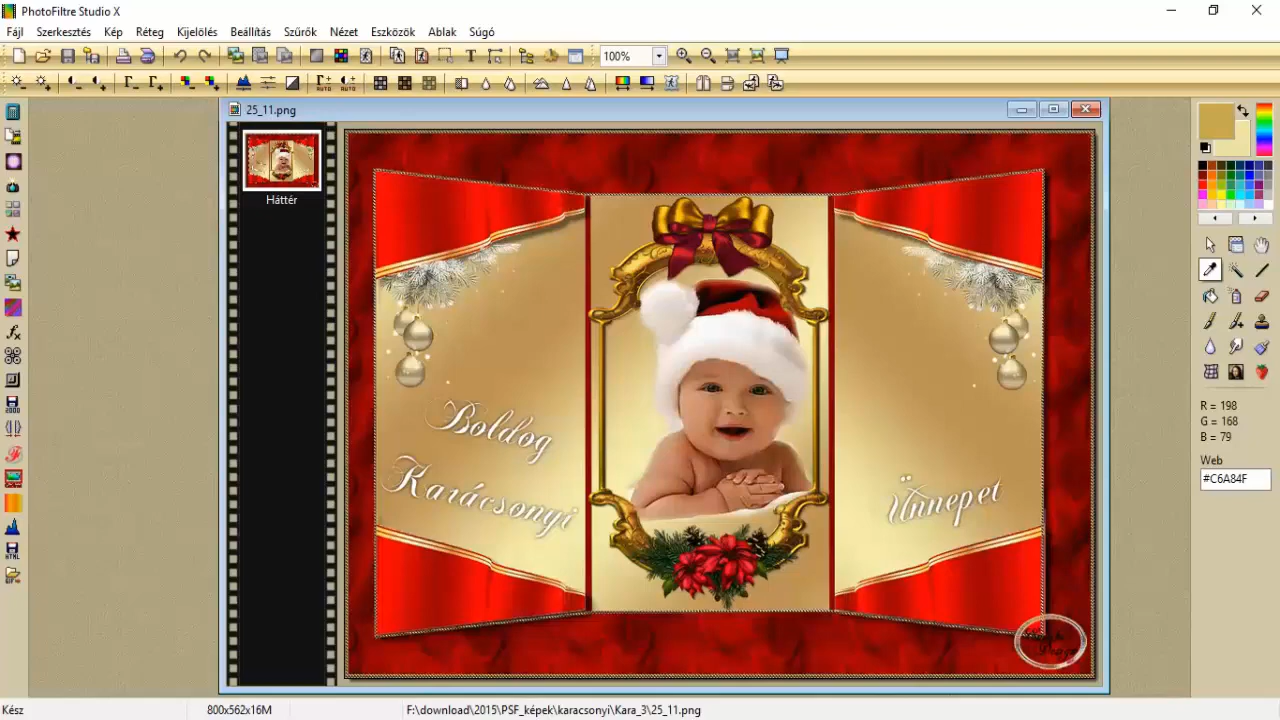 PhotoFiltre Studio X
Fájl Szerkesztés Kép Réteg Kijelölés Beállítás Szűrők Nézet Eszközök Ablak Súgó
100%
25_11.png
Háttér
Boldog
Karácsonyi
Ünnepet
R = 198
G = 168
B = 79
Web
#C6A84F
Kész 800x562x16M F:\download\2015\PSF_képek\karacsonyi\Kara_3\25_11.png